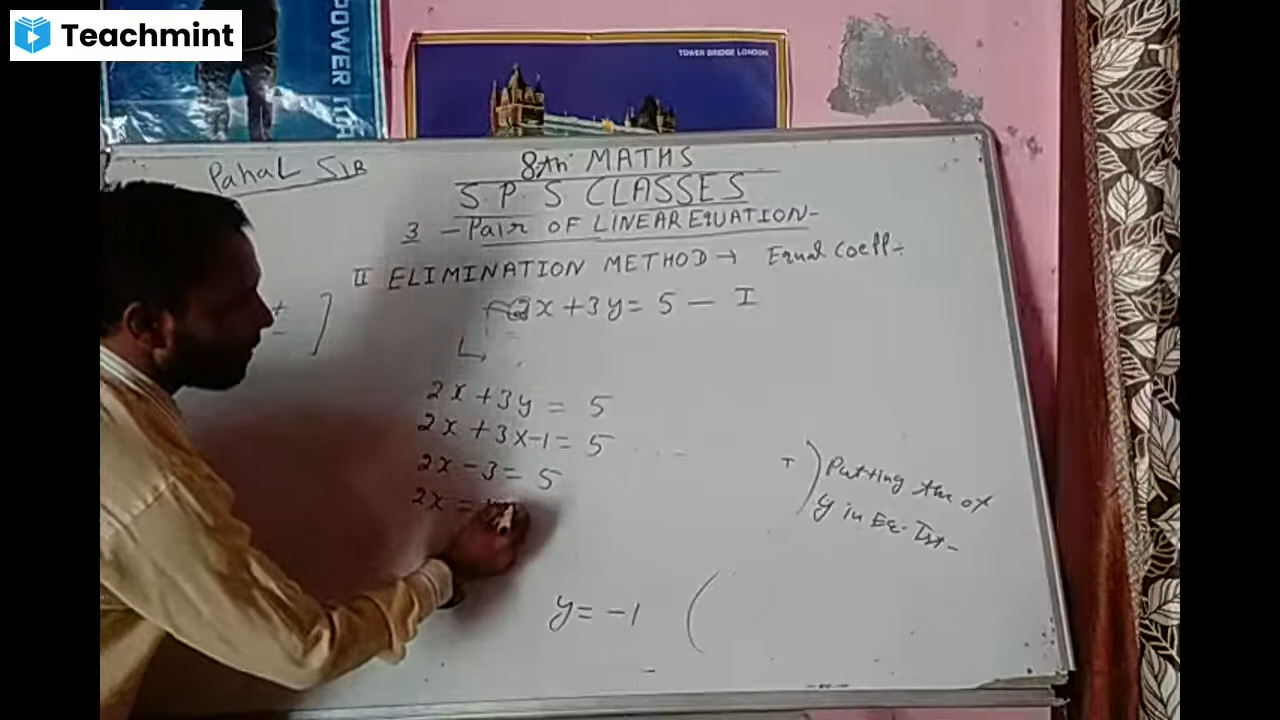 Teachmint
POWER
TOWER BRIDGE LONDON
Pahal SIR
8th MATHS
S.P.S CLASSES
3 - Pair OF LINEAR EQUATION-
II ELIMINATION METHOD → Equal Coeff÷
2x + 3y = 5 - I
2x + 3y = 5
2x + 3x-1 = 5
2x - 3 = 5
2x =
Putting the of
y in Eq-Ist-
y = -1 (